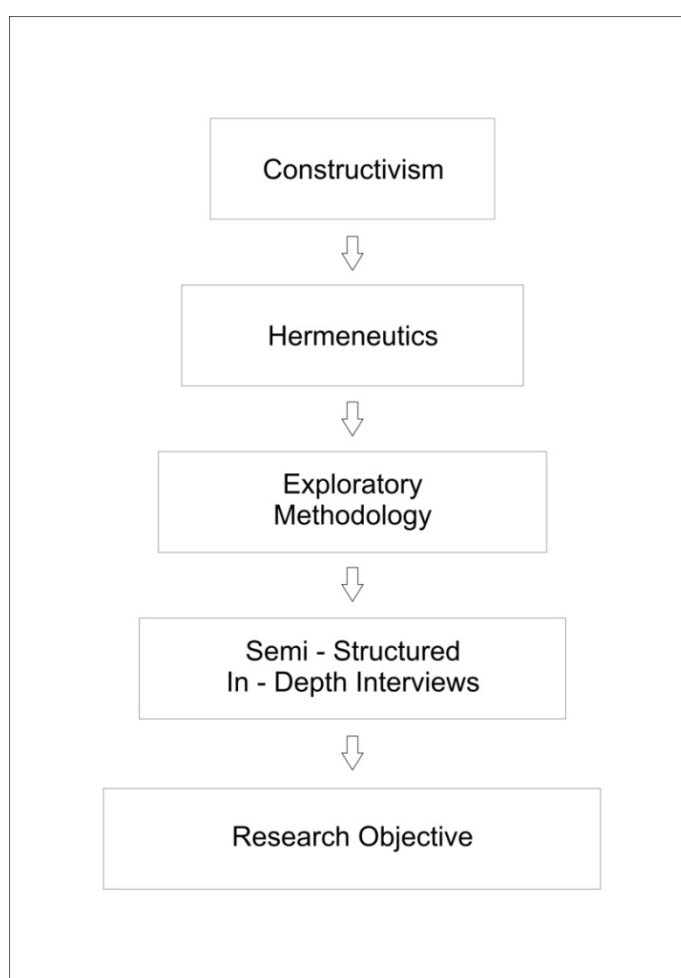 Constructivism
Hermeneutics
Exploratory
Methodology
Semi - Structured
In - Depth Interviews
Research Objective